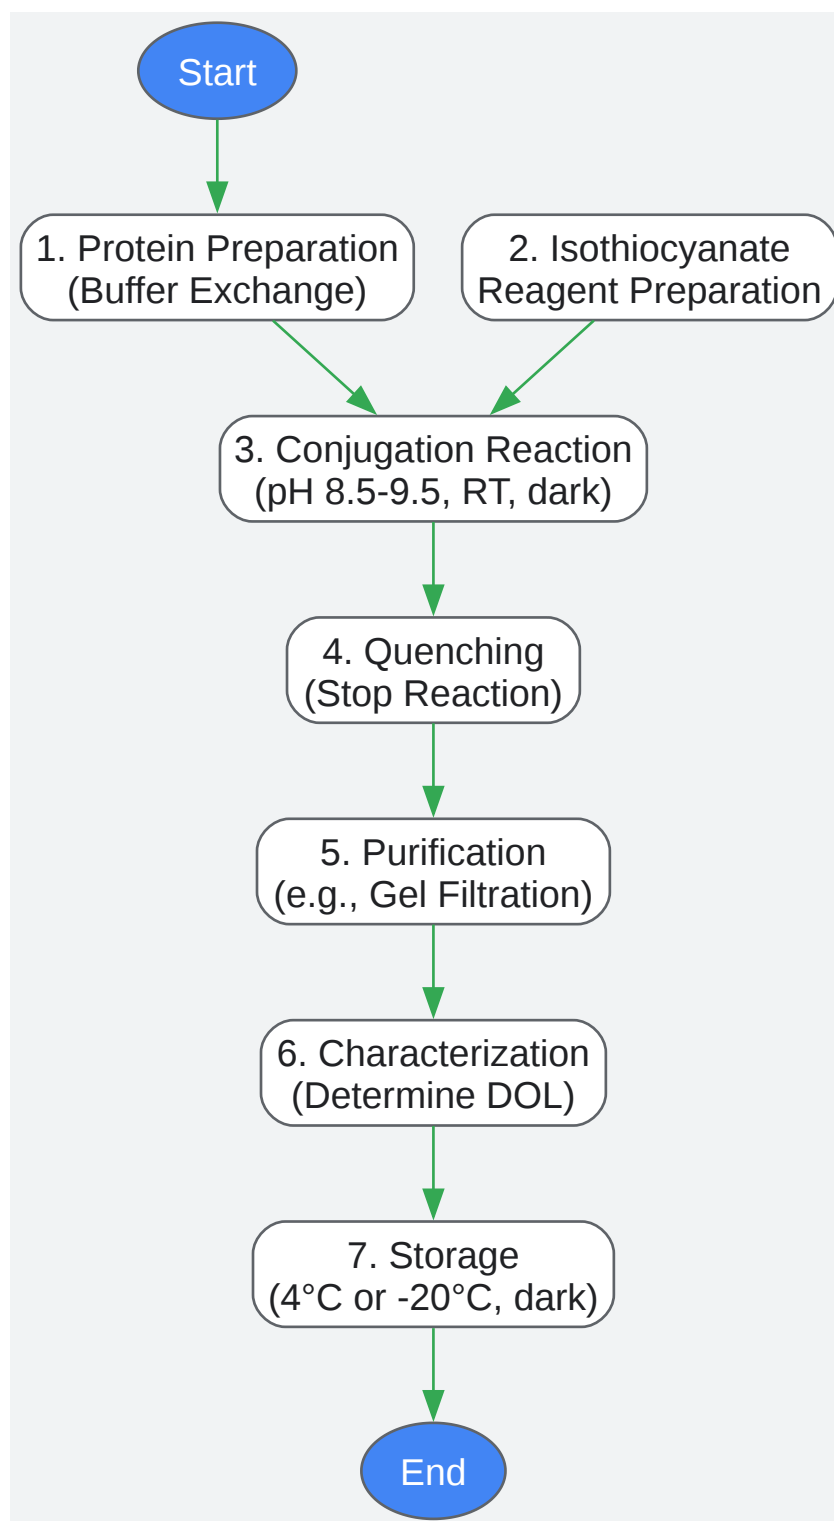 Start
1. Protein Preparation
(Buffer Exchange)
2. Isothiocyanate
Reagent Preparation
3. Conjugation Reaction
(pH 8.5-9.5, RT, dark)
4. Quenching
(Stop Reaction)
5. Purification
(e.g., Gel Filtration)
6. Characterization
(Determine DOL)
7. Storage
(4°C or -20°C, dark)
End